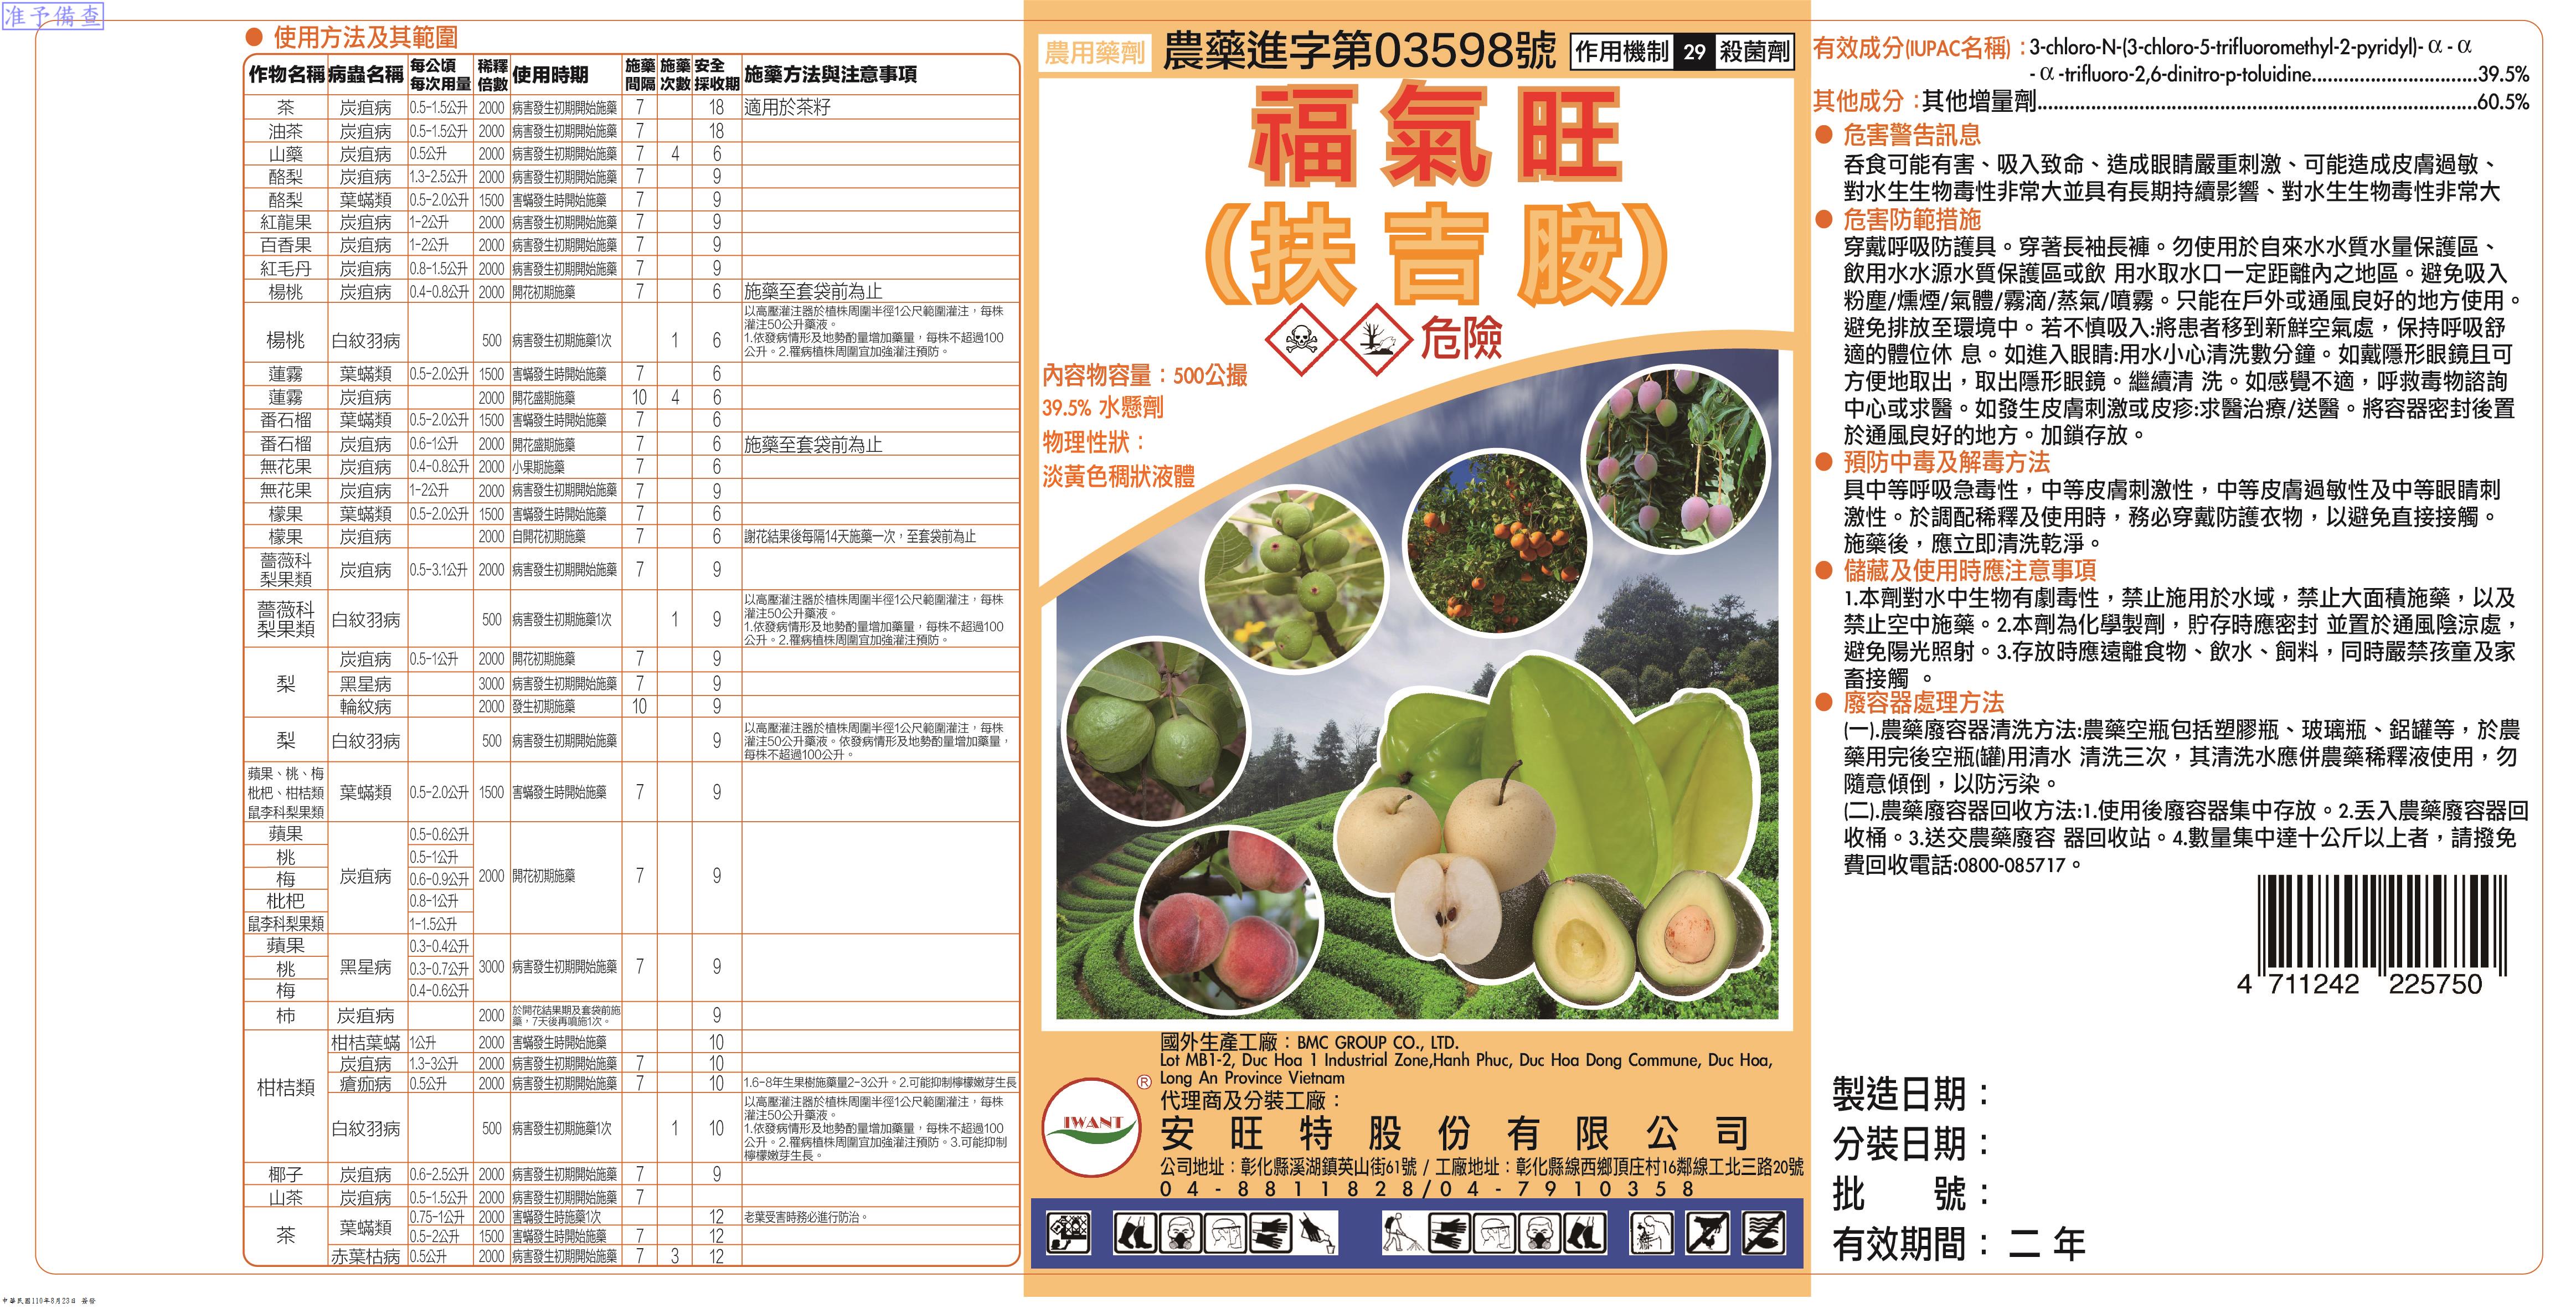 准予備查
● 使用方法及其範圍
作物名稱 病蟲名稱 每公頃每次用量 稀釋倍數 使用時期 施藥間隔 施藥次數 安全採收期 施藥方法與注意事項
茶 炭疽病 0.5-1.5公升 2000 病害發生初期開始施藥 7 18 適用於茶籽
油茶 炭疽病 0.5-1.5公升 2000 病害發生初期開始施藥 7 18
山藥 炭疽病 0.5公升 2000 病害發生初期開始施藥 7 4 6
酪梨 炭疽病 1.3-2.5公升 2000 病害發生初期開始施藥 7 9
酪梨 葉蟎類 0.5-2.0公升 1500 害蟎發生時開始施藥 7 9
紅龍果 炭疽病 1-2公升 2000 病害發生初期開始施藥 7 9
百香果 炭疽病 1-2公升 2000 病害發生初期開始施藥 7 9
紅毛丹 炭疽病 0.8-1.5公升 2000 病害發生初期開始施藥 7 9
楊桃 炭疽病 0.4-0.8公升 2000 開花初期施藥 7 6 施藥至套袋前為止
楊桃 白紋羽病 500 病害發生初期施藥1次 1 6 以高壓灌注器於植株周圍半徑1公尺範圍灌注，每株
灌注50公升藥液。
1.依發病情形及地勢酌量增加藥量，每株不超過100
公升。2.罹病植株周圍宜加強灌注預防。
蓮霧 葉蟎類 0.5-2.0公升 1500 害蟎發生時開始施藥 7 6
蓮霧 炭疽病 2000 開花盛期施藥 10 4 6
番石榴 葉蟎類 0.5-2.0公升 1500 害蟎發生時開始施藥 7 6
番石榴 炭疽病 0.6-1公升 2000 開花盛期施藥 7 6 施藥至套袋前為止
無花果 炭疽病 0.4-0.8公升 2000 小果期施藥 7 6
無花果 炭疽病 1-2公升 2000 病害發生初期開始施藥 7 9
檬果 葉蟎類 0.5-2.0公升 1500 害蟎發生時開始施藥 7 6
檬果 炭疽病 2000 自開花初期施藥 7 6 謝花結果後每隔14天施藥一次，至套袋前為止
薔薇科
梨果類 炭疽病 0.5-3.1公升 2000 病害發生初期開始施藥 7 9
薔薇科
梨果類 白紋羽病 500 病害發生初期施藥1次 1 9 以高壓灌注器於植株周圍半徑1公尺範圍灌注，每株
灌注50公升藥液。
1.依發病情形及地勢酌量增加藥量，每株不超過100
公升。2.罹病植株周圍宜加強灌注預防。
梨 炭疽病 0.5-1公升 2000 開花初期施藥 7 9
黑星病 3000 病害發生初期開始施藥 7 9
輪紋病 2000 發生初期施藥 10 9
梨 白紋羽病 500 病害發生初期開始施藥 9 以高壓灌注器於植株周圍半徑1公尺範圍灌注，每株
灌注50公升藥液。依發病情形及地勢酌量增加藥量，
每株不超過100公升。
蘋果、桃、梅
枇杷、柑桔類
鼠李科梨果類 葉蟎類 0.5-2.0公升 1500 害蟎發生時開始施藥 7 9
蘋果 0.5-0.6公升
桃 0.5-1公升
梅 炭疽病 0.6-0.9公升 2000 開花初期施藥 7 9
枇杷 0.8-1公升
鼠李科梨果類 1-1.5公升
蘋果 0.3-0.4公升
桃 黑星病 0.3-0.7公升 3000 病害發生初期開始施藥 7 9
梅 0.4-0.6公升
柿 炭疽病 2000 於開花結果期及套袋前施藥，7天後再噴施1次。 9
柑桔類 柑桔葉蟎 1公升 2000 害蟎發生時開始施藥 10
炭疽病 1.3-3公升 2000 病害發生初期開始施藥 7 10
瘡痂病 0.5公升 2000 病害發生初期開始施藥 7 10 1.6-8年生果樹施藥量2-3公升。2.可能抑制檸檬嫩芽生長
白紋羽病 500 病害發生初期施藥1次 1 10 以高壓灌注器於植株周圍半徑1公尺範圍灌注，每株
灌注50公升藥液。
1.依發病情形及地勢酌量增加藥量，每株不超過100
公升。2.罹病植株周圍宜加強灌注預防。3.可能抑制
檸檬嫩芽生長。
椰子 炭疽病 0.6-2.5公升 2000 病害發生初期開始施藥 7 9
山茶 炭疽病 0.5-1.5公升 2000 病害發生初期開始施藥 7
茶 葉蟎類 0.75-1公升 2000 害蟎發生時施藥1次 12 老葉受害時務必進行防治。
0.5-2公升 1500 害蟎發生時開始施藥 7 12
赤葉枯病 0.5公升 2000 病害發生初期開始施藥 7 3 12
中華民國110年8月23日 簽發
農用藥劑 農藥進字第03598號 作用機制 29 殺菌劑
福氣旺
（扶吉胺）
危險
內容物容量：500公撮
39.5% 水懸劑
物理性狀：
淡黃色稠狀液體
國外生產工廠：BMC GROUP CO., LTD.
Lot MB1-2, Duc Hoa 1 Industrial Zone,Hanh Phuc, Duc Hoa Dong Commune, Duc Hoa,
Long An Province Vietnam
代理商及分裝工廠：
IWANT ®
安旺特股份有限公司
公司地址：彰化縣溪湖鎮英山街61號 / 工廠地址：彰化縣線西鄉頂庄村16鄰線工北三路20號
04-8811828/04-7910358
有效成分(IUPAC名稱)：3-chloro-N-(3-chloro-5-trifluoromethyl-2-pyridyl)- α - α
- α -trifluoro-2,6-dinitro-p-toluidine..............................39.5%
其他成分：其他增量劑..............................60.5%
● 危害警告訊息
吞食可能有害、吸入致命、造成眼睛嚴重刺激、可能造成皮膚過敏、
對水生生物毒性非常大並具有長期持續影響、對水生生物毒性非常大
● 危害防範措施
穿戴呼吸防護具。穿著長袖長褲。勿使用於自來水水質水量保護區、
飲用水水源水質保護區或飲 用水取水口一定距離內之地區。避免吸入
粉塵/燻煙/氣體/霧滴/蒸氣/噴霧。只能在戶外或通風良好的地方使用。
避免排放至環境中。若不慎吸入:將患者移到新鮮空氣處，保持呼吸舒
適的體位休 息。如進入眼睛:用水小心清洗數分鐘。如戴隱形眼鏡且可
方便地取出，取出隱形眼鏡。繼續清 洗。如感覺不適，呼救毒物諮詢
中心或求醫。如發生皮膚刺激或皮疹:求醫治療/送醫。將容器密封後置
於通風良好的地方。加鎖存放。
● 預防中毒及解毒方法
具中等呼吸急毒性，中等皮膚刺激性，中等皮膚過敏性及中等眼睛刺
激性。於調配稀釋及使用時，務必穿戴防護衣物，以避免直接接觸。
施藥後，應立即清洗乾淨。
● 儲藏及使用時應注意事項
1.本劑對水中生物有劇毒性，禁止施用於水域，禁止大面積施藥，以及
禁止空中施藥。2.本劑為化學製劑，貯存時應密封 並置於通風陰涼處，
避免陽光照射。3.存放時應遠離食物、飲水、飼料，同時嚴禁孩童及家
畜接觸 。
● 廢容器處理方法
(一).農藥廢容器清洗方法:農藥空瓶包括塑膠瓶、玻璃瓶、鋁罐等，於農
藥用完後空瓶(罐)用清水 清洗三次，其清洗水應併農藥稀釋液使用，勿
隨意傾倒，以防污染。
(二).農藥廢容器回收方法:1.使用後廢容器集中存放。2.丟入農藥廢容器回
收桶。3.送交農藥廢容 器回收站。4.數量集中達十公斤以上者，請撥免
費回收電話:0800-085717。
4 711242 225750
製造日期：
分裝日期：
批 號：
有效期間：二 年